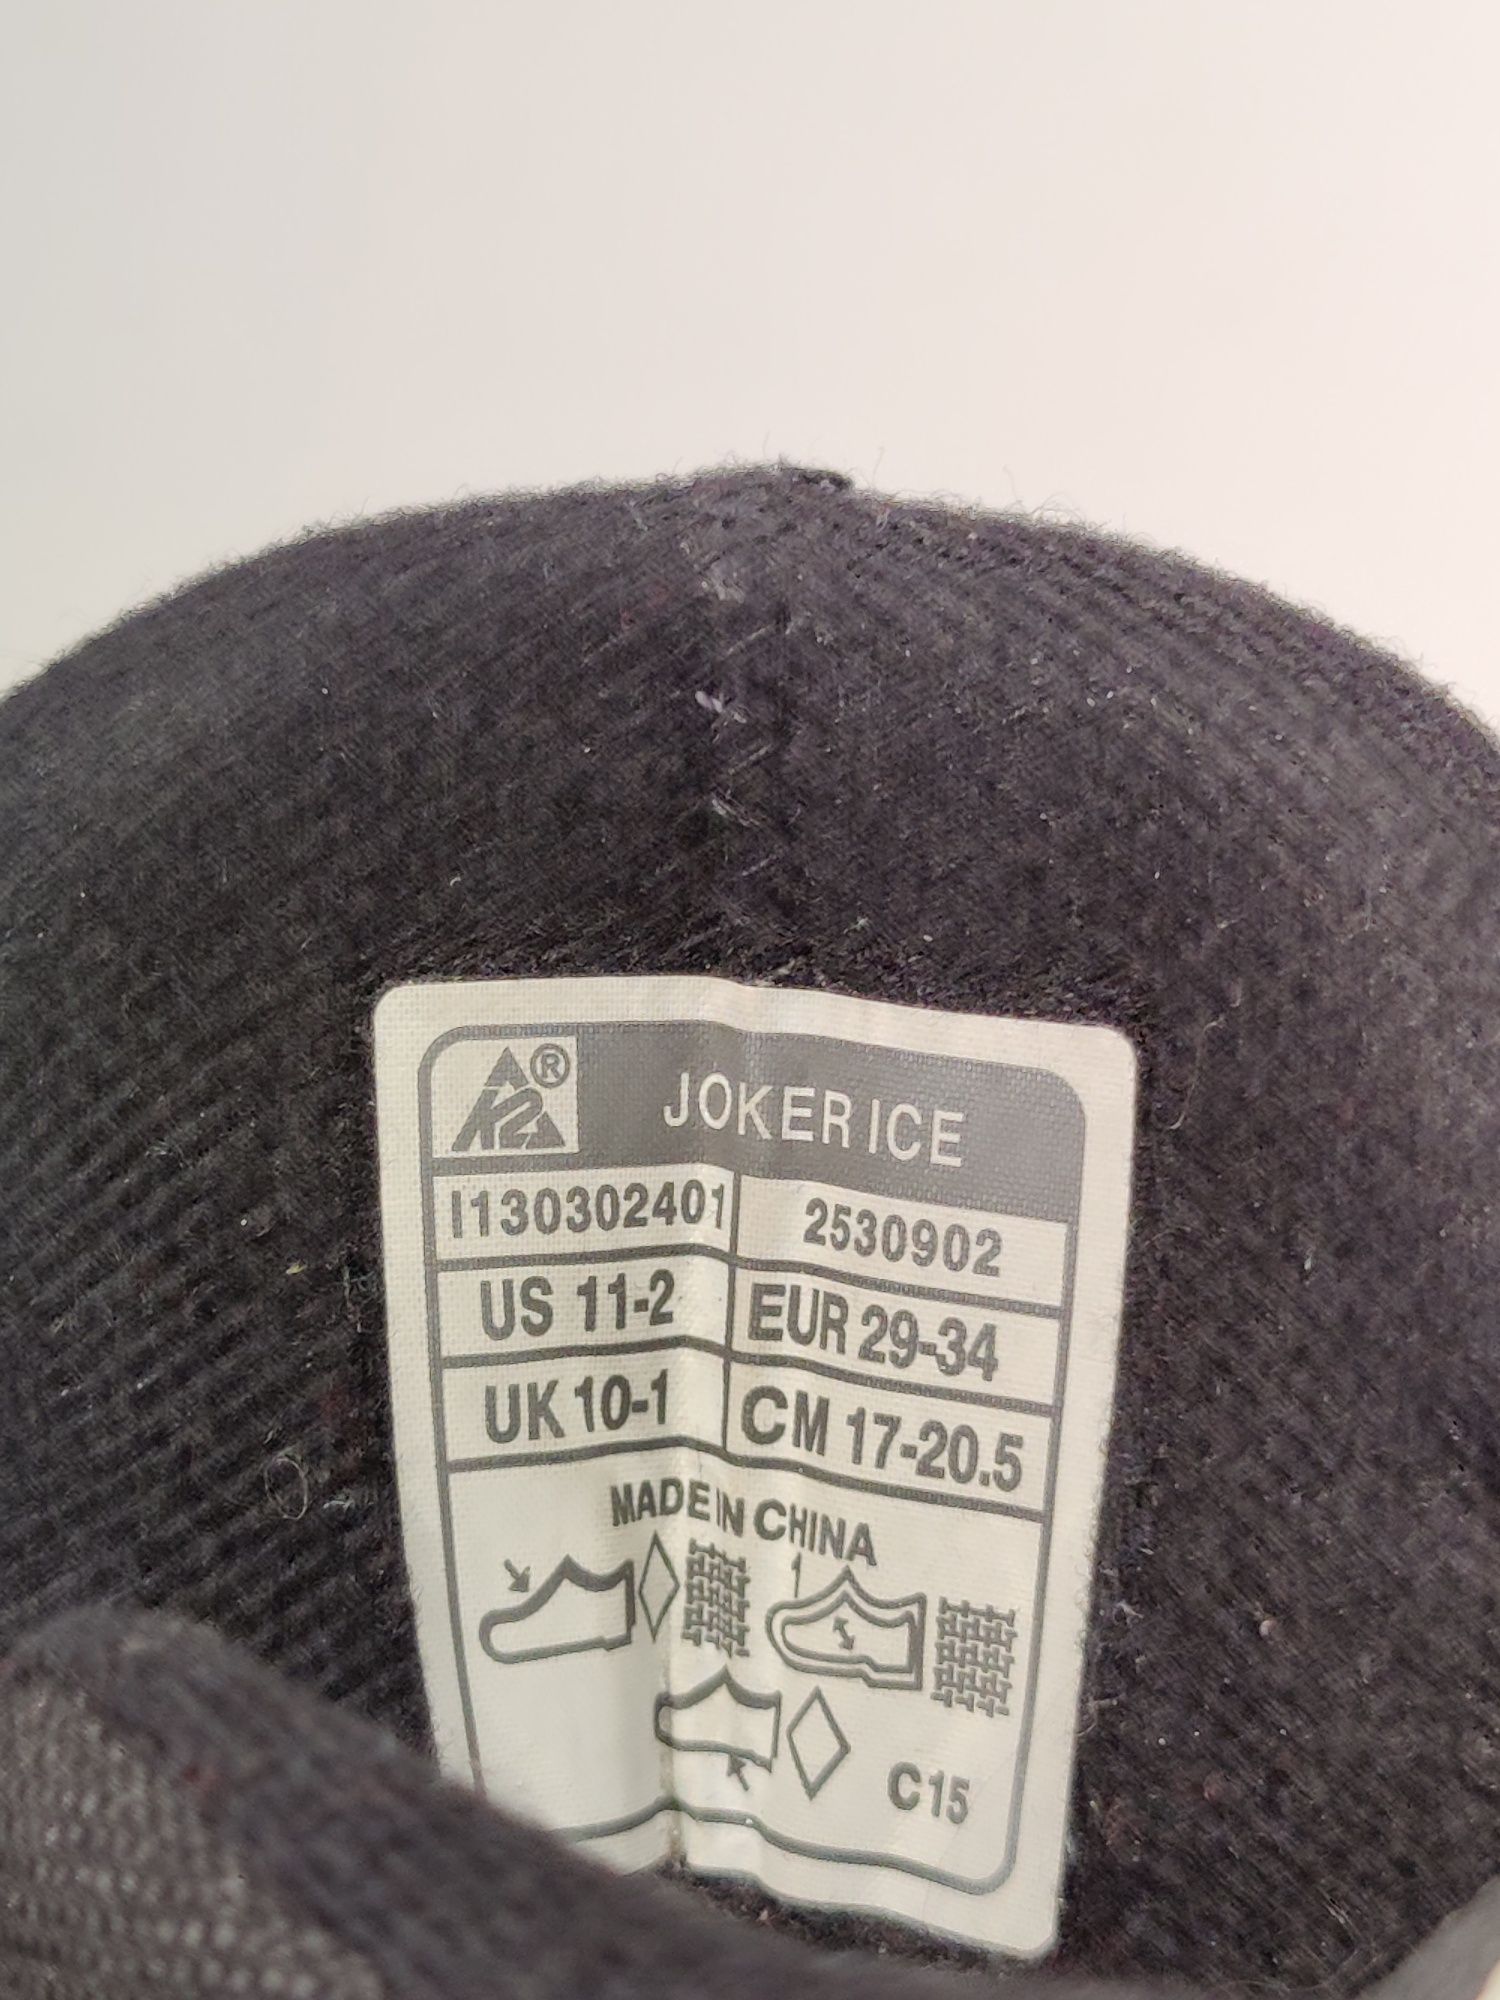 K2 ® JOKER ICE
I130302401 2530902
US 11-2 EUR 29-34
UK 10-1 CM 17-20.5
MADE IN CHINA
1
C15